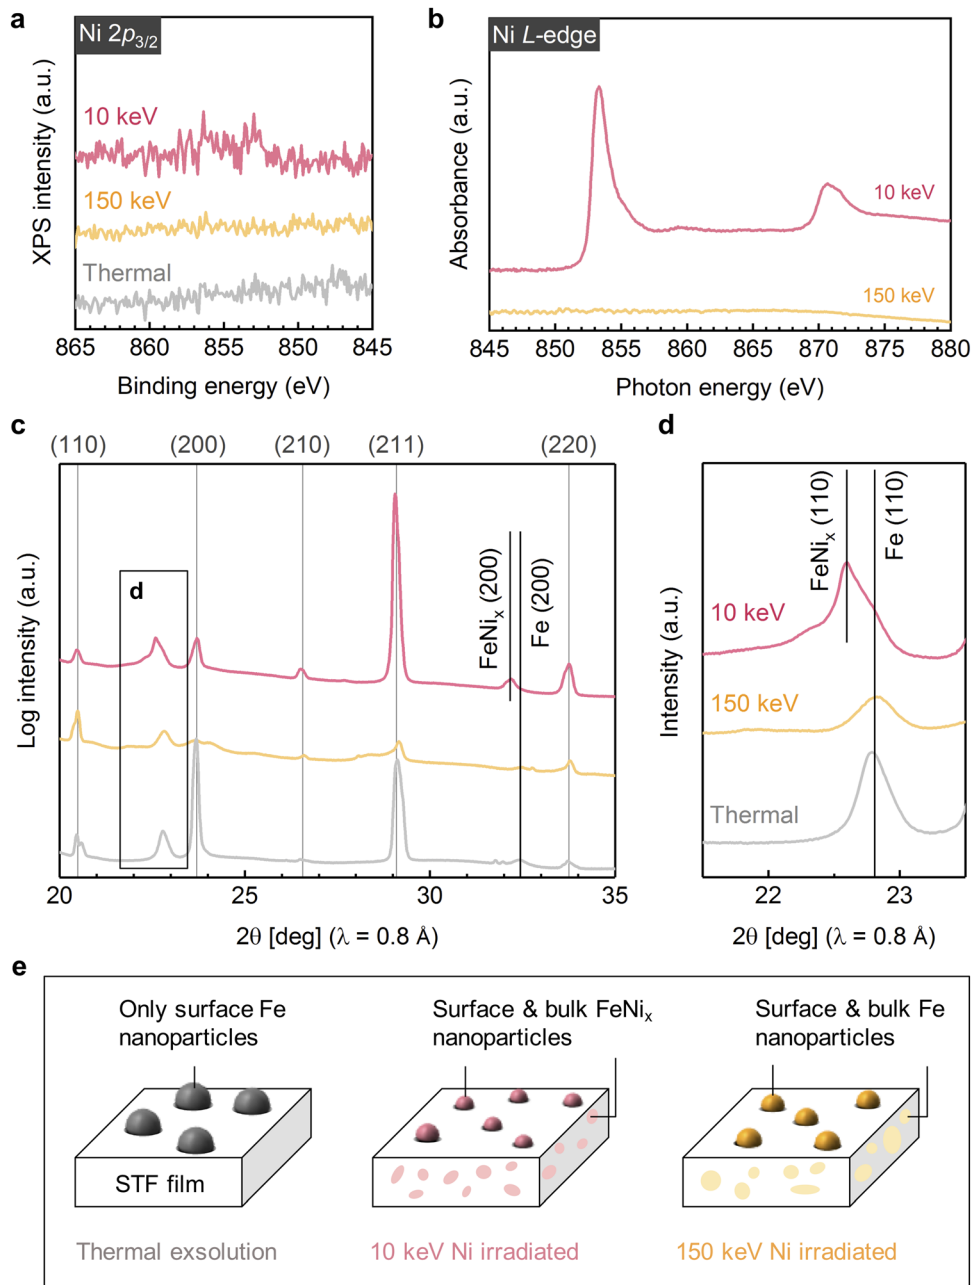 a
Ni 2p3/2
XPS intensity (a.u.)
10 keV
150 keV
Thermal
865 860 855 850 845
Binding energy (eV)
b
Ni L-edge
Absorbance (a.u.)
10 keV
150 keV
845 850 855 860 865 870 875 880
Photon energy (eV)
c
(110) (200) (210) (211) (220)
Log intensity (a.u.)
d
FeNix (200)
Fe (200)
20 25 30 35
2θ [deg] (λ = 0.8 Å)
d
Intensity (a.u.)
FeNix (110)
Fe (110)
10 keV
150 keV
Thermal
22 23
2θ [deg] (λ = 0.8 Å)
e
Only surface Fe
nanoparticles
STF film
Thermal exsolution
Surface & bulk FeNix
nanoparticles
10 keV Ni irradiated
Surface & bulk Fe
nanoparticles
150 keV Ni irradiated